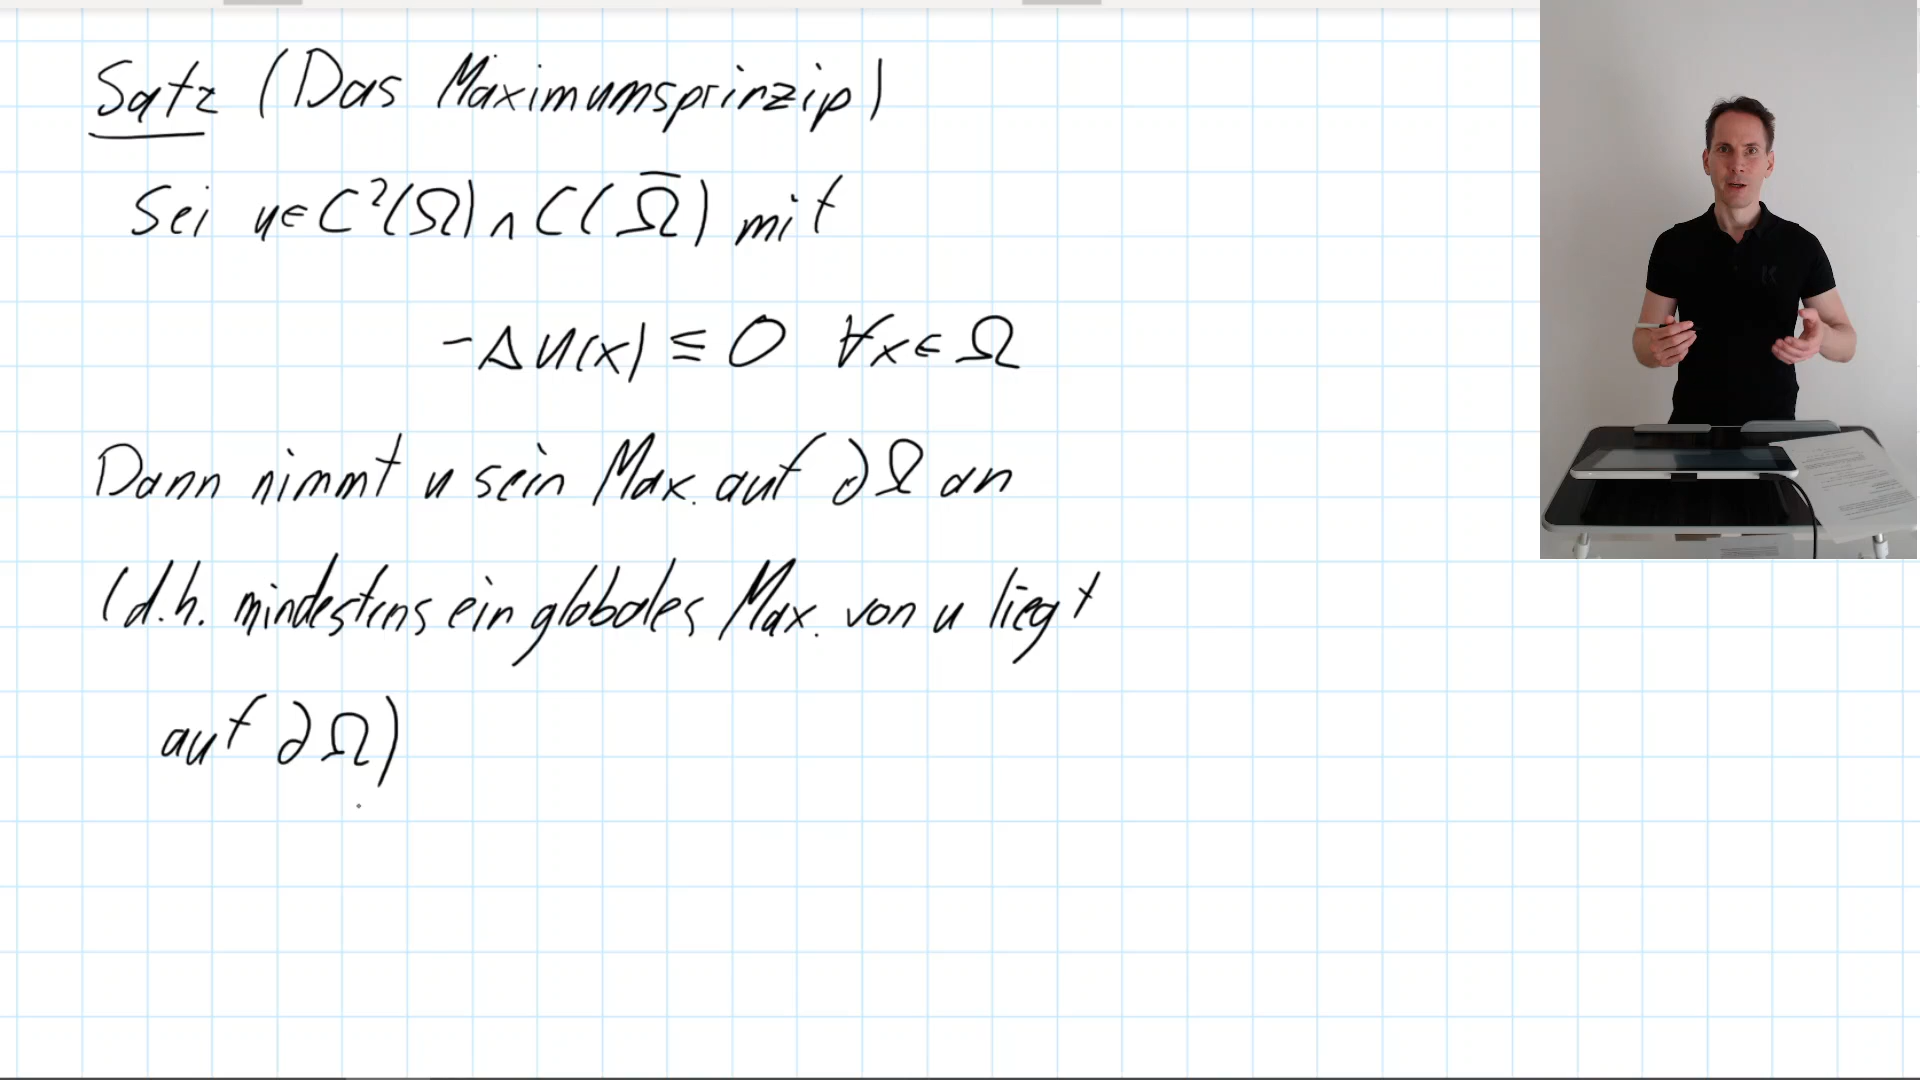 Satz (Das Maximumsprinzip)
Sei u∈C²(Ω)∩C(Ω̅) mit
-Δu(x) ≤ 0 ∀x∈Ω
Dann nimmt u sein Max. auf ∂Ω an
(d.h. mindestens ein globales Max. von u liegt
auf ∂Ω)